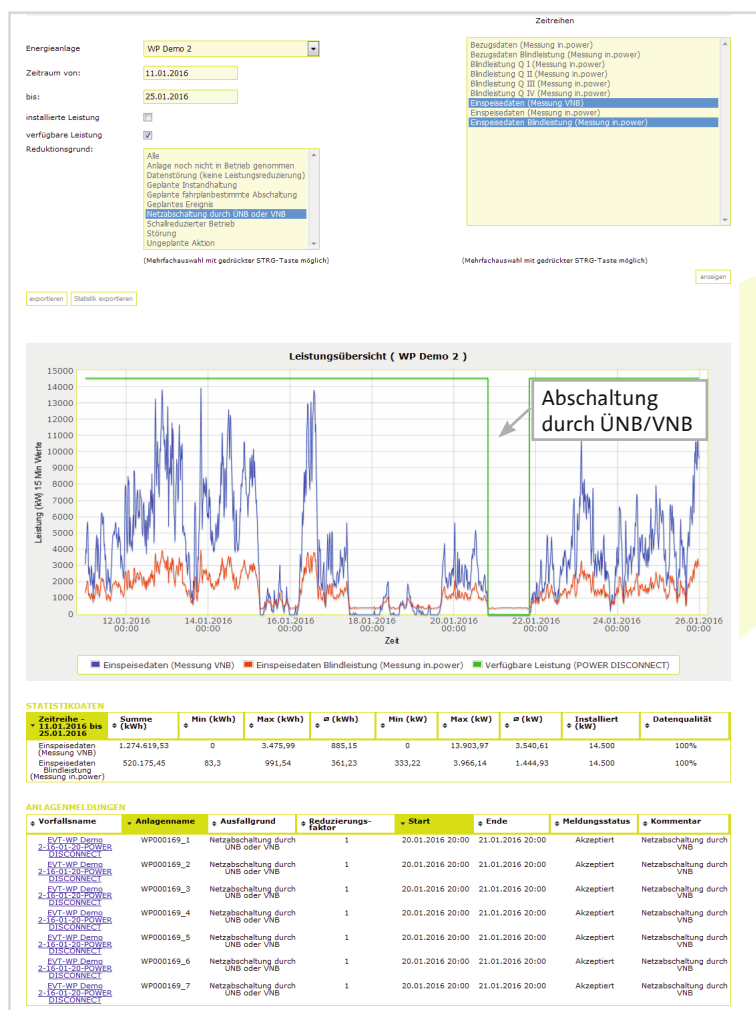 Zeitreihen
Energieanlage WP Demo 2
Zeitraum von: 11.01.2016
bis: 25.01.2016
installierte Leistung
verfügbare Leistung
Reduktionsgrund:
Alle
Anlage noch nicht in Betrieb genommen
Datenstörung (keine Leistungsreduzierung)
Geplante Instandhaltung
Geplante fahrplanbestimmte Abschaltung
Geplantes Ereignis
Netzabschaltung durch ÜNB oder VNB
Schallreduzierter Betrieb
Störung
Ungeplante Aktion
(Mehrfachauswahl mit gedrückter STRG-Taste möglich)
Bezugsdaten (Messung in.power)
Bezugsdaten Blindleistung (Messung in.power)
Blindleistung Q I (Messung in.power)
Blindleistung Q II (Messung in.power)
Blindleistung Q III (Messung in.power)
Blindleistung Q IV (Messung in.power)
Einspeisedaten (Messung VNB)
Einspeisedaten (Messung in.power)
Einspeisedaten Blindleistung (Messung in.power)
(Mehrfachauswahl mit gedrückter STRG-Taste möglich)
anzeigen
exportieren Statistik exportieren
Leistungsübersicht ( WP Demo 2 )
Leistung (kW) 15 Min Werte
15000
14000
13000
12000
11000
10000
9000
8000
7000
6000
5000
4000
3000
2000
1000
0
Abschaltung
durch ÜNB/VNB
12.01.2016 14.01.2016 16.01.2016 18.01.2016 20.01.2016 22.01.2016 24.01.2016 26.01.2016
00:00 00:00 00:00 00:00 00:00 00:00 00:00 00:00
Zeit
Einspeisedaten (Messung VNB) Einspeisedaten Blindleistung (Messung in.power) Verfügbare Leistung (POWER DISCONNECT)
STATISTIKDATEN
Zeitreihe - 11.01.2016 bis 25.01.2016 Summe (kWh) Min (kWh) Max (kWh) ø (kWh) Min (kW) Max (kW) ø (kW) Installiert (kW) Datenqualität
Einspeisedaten (Messung VNB) 1.274.619,53 0 3.475,99 885,15 0 13.903,97 3.540,61 14.500 100%
Einspeisedaten Blindleistung (Messung in.power) 520.175,45 83,3 991,54 361,23 333,22 3.966,14 1.444,93 14.500 100%
ANLAGENMELDUNGEN
Vorfallsname Anlagenname Ausfallgrund Reduzierungs-faktor Start Ende Meldungsstatus Kommentar
EVT-WP Demo 2-16-01-20-POWER DISCONNECT WP000169_1 Netzabschaltung durch ÜNB oder VNB 1 20.01.2016 20:00 21.01.2016 20:00 Akzeptiert Netzabschaltung durch VNB
EVT-WP Demo 2-16-01-20-POWER DISCONNECT WP000169_2 Netzabschaltung durch ÜNB oder VNB 1 20.01.2016 20:00 21.01.2016 20:00 Akzeptiert Netzabschaltung durch VNB
EVT-WP Demo 2-16-01-20-POWER DISCONNECT WP000169_3 Netzabschaltung durch ÜNB oder VNB 1 20.01.2016 20:00 21.01.2016 20:00 Akzeptiert Netzabschaltung durch VNB
EVT-WP Demo 2-16-01-20-POWER DISCONNECT WP000169_4 Netzabschaltung durch ÜNB oder VNB 1 20.01.2016 20:00 21.01.2016 20:00 Akzeptiert Netzabschaltung durch VNB
EVT-WP Demo 2-16-01-20-POWER DISCONNECT WP000169_5 Netzabschaltung durch ÜNB oder VNB 1 20.01.2016 20:00 21.01.2016 20:00 Akzeptiert Netzabschaltung durch VNB
EVT-WP Demo 2-16-01-20-POWER DISCONNECT WP000169_6 Netzabschaltung durch ÜNB oder VNB 1 20.01.2016 20:00 21.01.2016 20:00 Akzeptiert Netzabschaltung durch VNB
EVT-WP Demo 2-16-01-20-POWER DISCONNECT WP000169_7 Netzabschaltung durch ÜNB oder VNB 1 20.01.2016 20:00 21.01.2016 20:00 Akzeptiert Netzabschaltung durch VNB